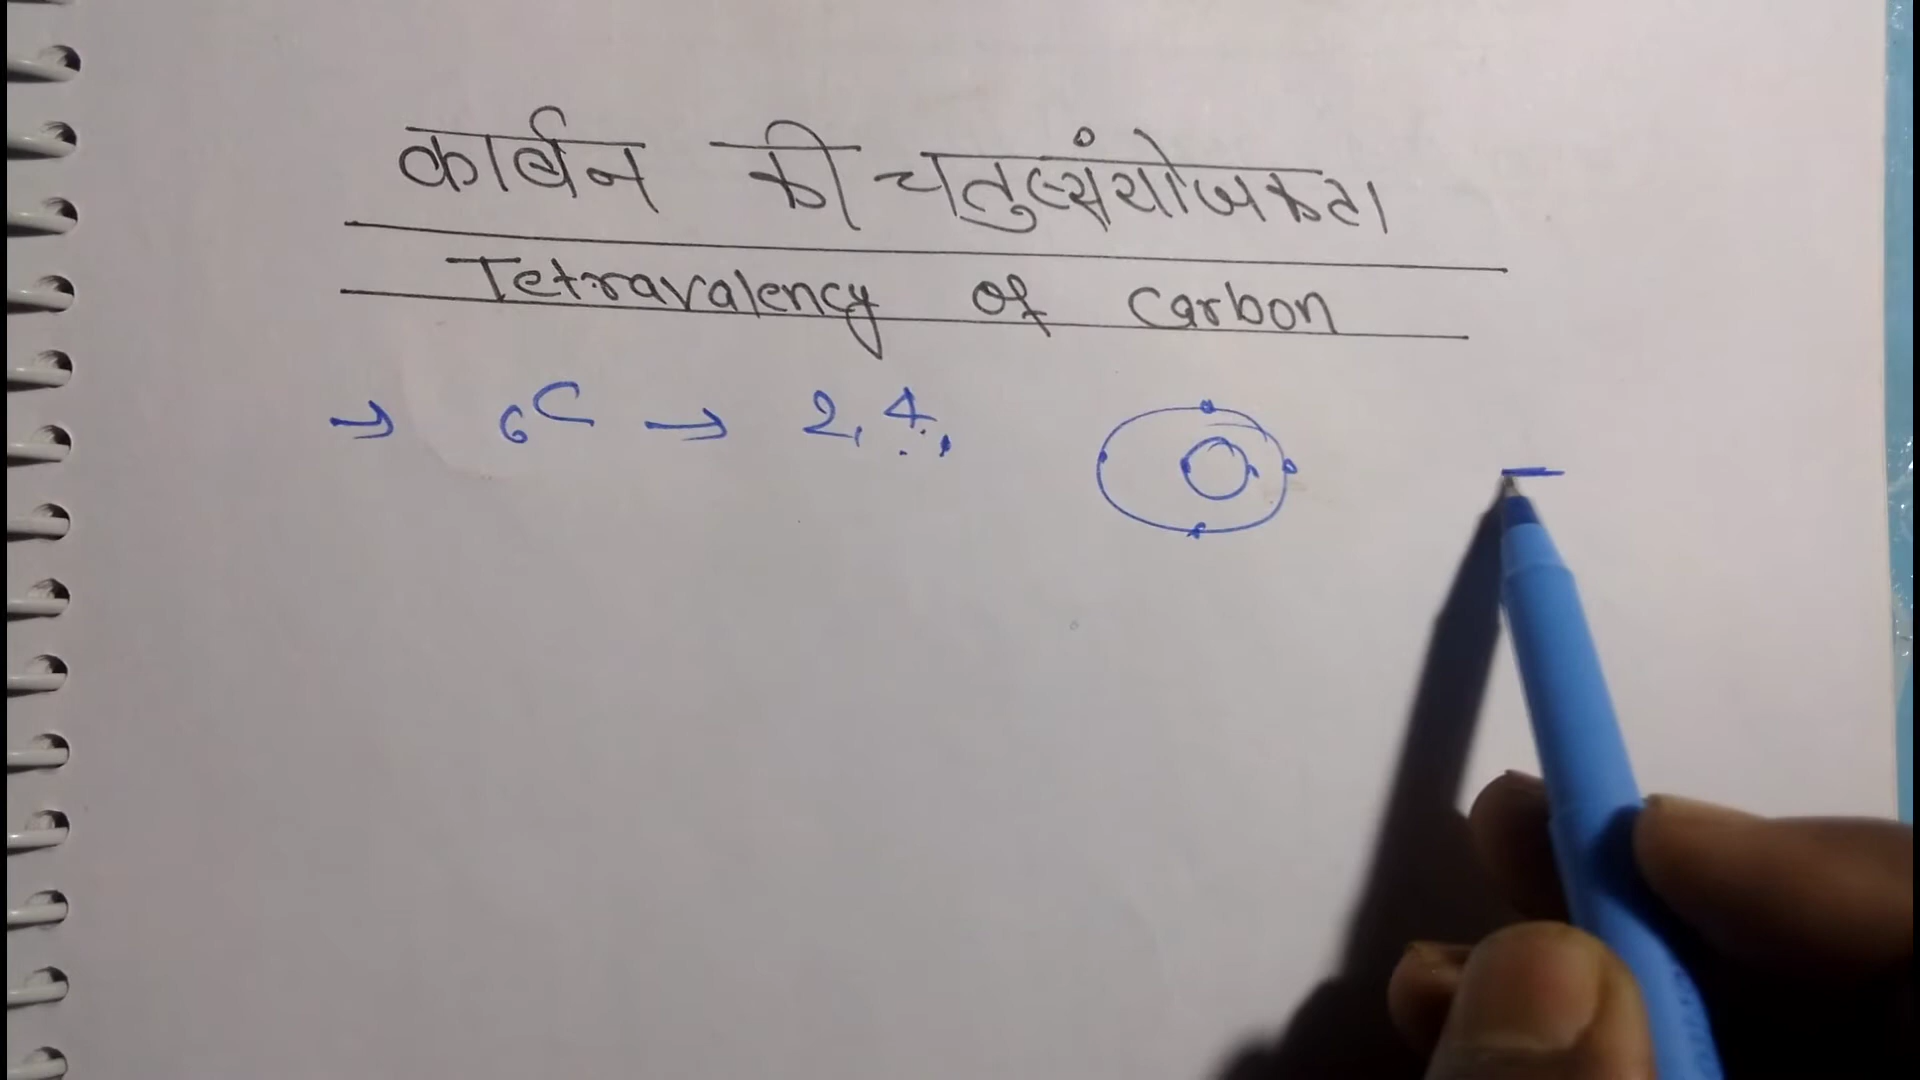 कार्बन की चतुस्संयोजकता
Tetravalency of Carbon
→ 6C → 2, 4,